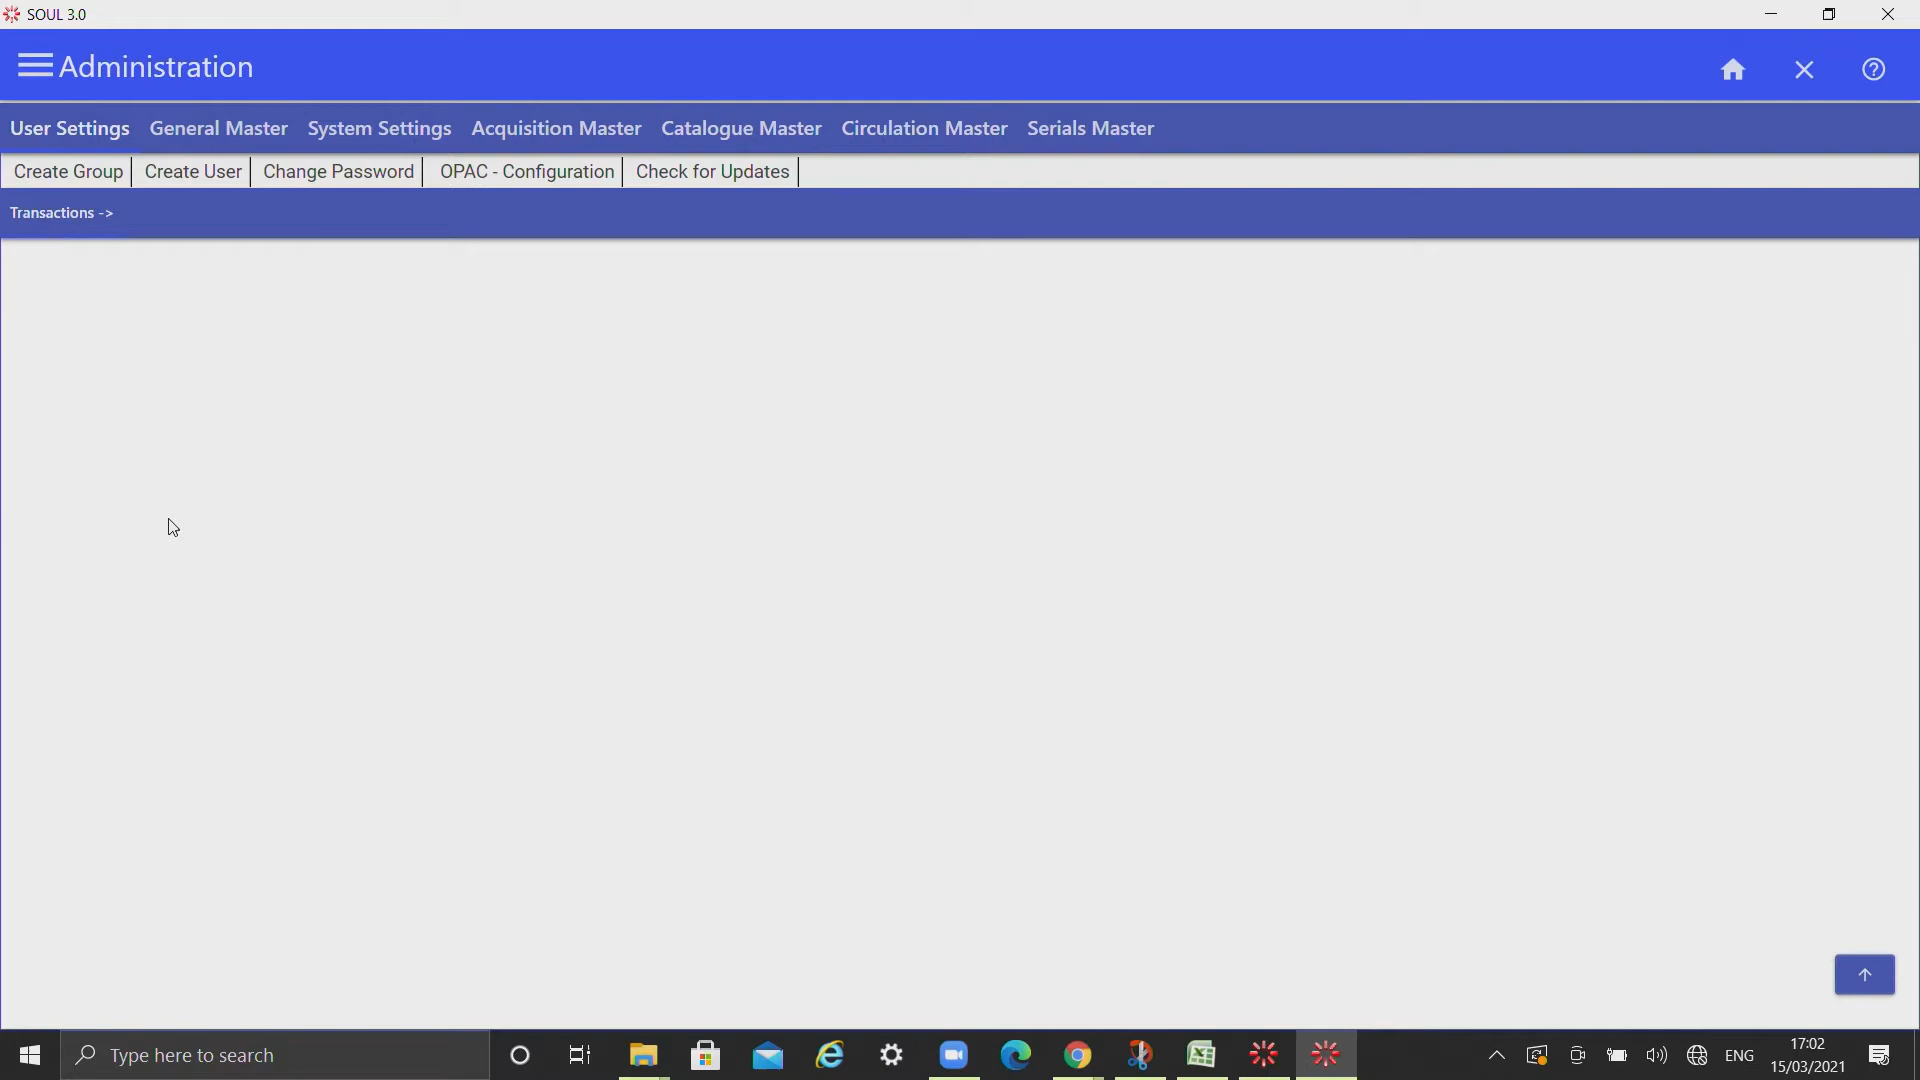 SOUL 3.0
Administration
User Settings General Master System Settings Acquisition Master Catalogue Master Circulation Master Serials Master
Create Group Create User Change Password OPAC - Configuration Check for Updates
Transactions ->
Type here to search
ENG
17:02
15/03/2021